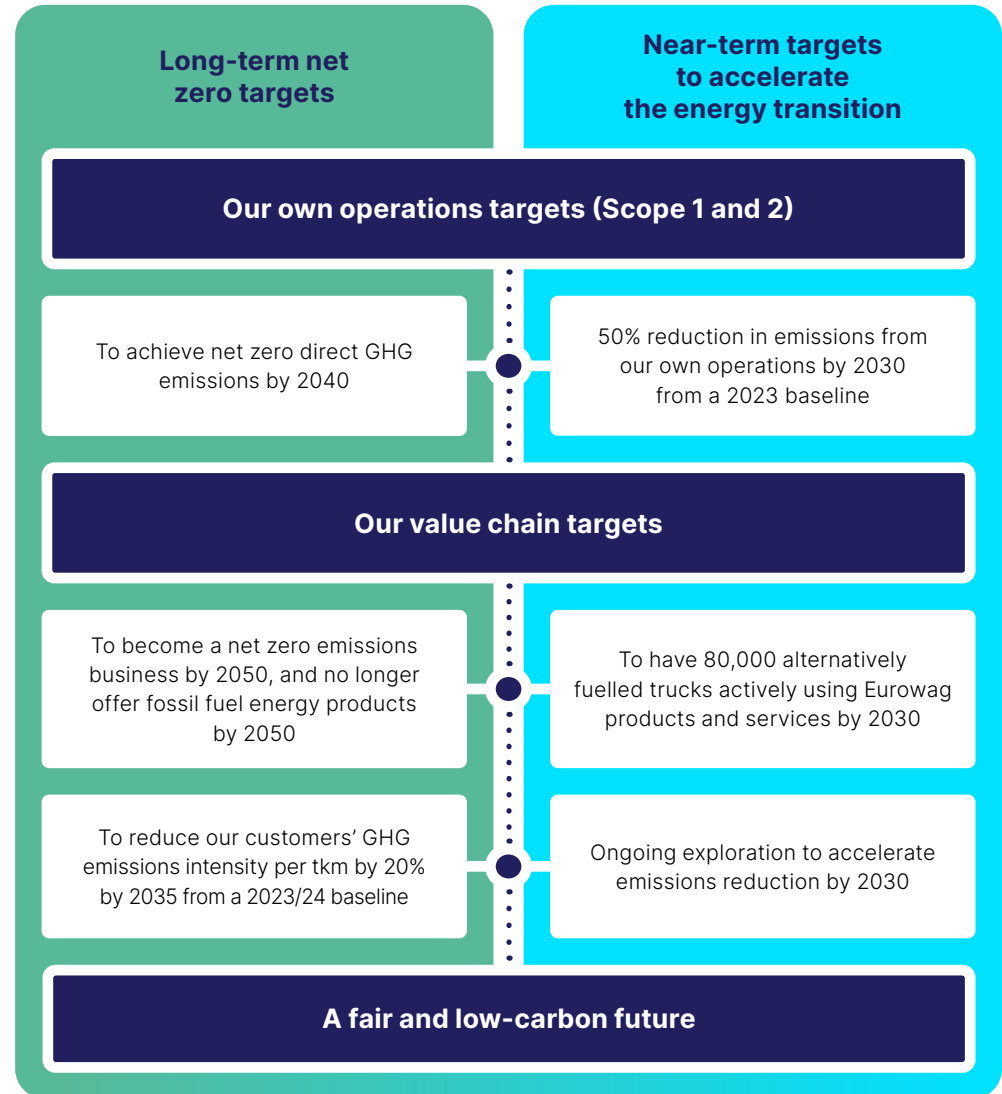 Long-term net
zero targets
Near-term targets
to accelerate
the energy transition
Our own operations targets (Scope 1 and 2)
To achieve net zero direct GHG
emissions by 2040
50% reduction in emissions from
our own operations by 2030
from a 2023 baseline
Our value chain targets
To become a net zero emissions
business by 2050, and no longer
offer fossil fuel energy products
by 2050
To have 80,000 alternatively
fuelled trucks actively using Eurowag
products and services by 2030
To reduce our customers’ GHG
emissions intensity per tkm by 20%
by 2035 from a 2023/24 baseline
Ongoing exploration to accelerate
emissions reduction by 2030
A fair and low-carbon future